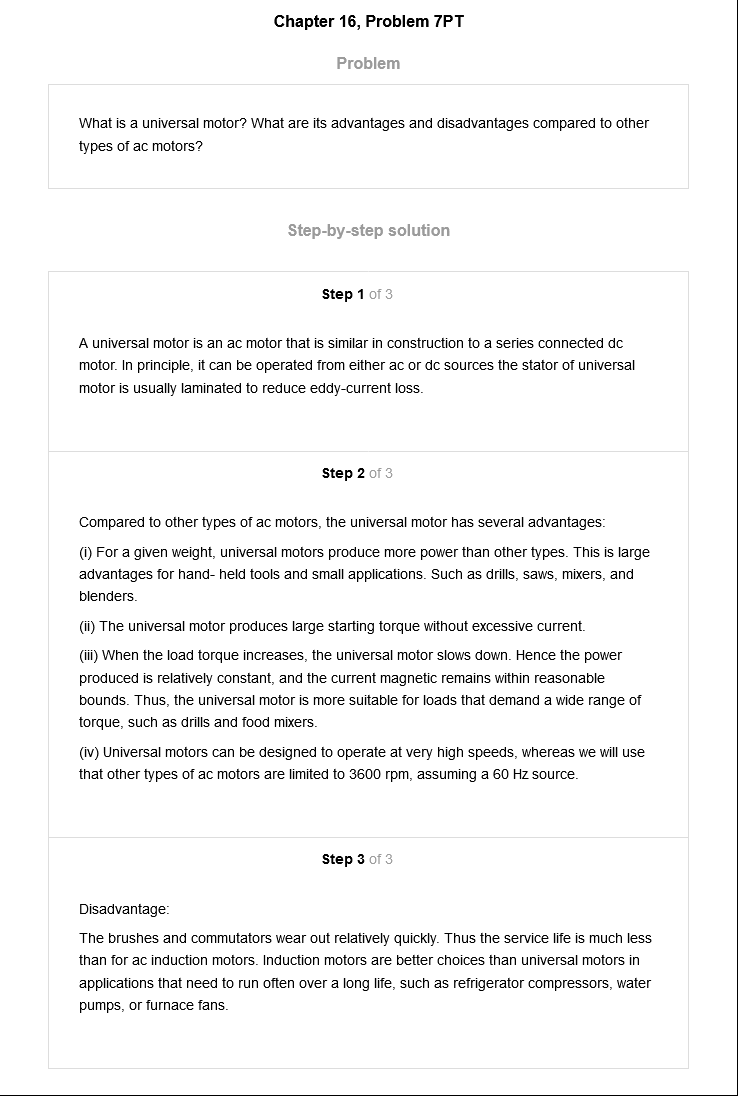 Chapter 16, Problem 7PT
Problem
What is a universal motor? What are its advantages and disadvantages compared to other
types of ac motors?
Step-by-step solution
Step 1 of 3
A universal motor is an ac motor that is similar in construction to a series connected dc
motor. In principle, it can be operated from either ac or dc sources the stator of universal
motor is usually laminated to reduce eddy-current loss.
Step 2 of 3
Compared to other types of ac motors, the universal motor has several advantages:
(i) For a given weight, universal motors produce more power than other types. This is large
advantages for hand- held tools and small applications. Such as drills, saws, mixers, and
blenders.
(ii) The universal motor produces large starting torque without excessive current.
(iii) When the load torque increases, the universal motor slows down. Hence the power
produced is relatively constant, and the current magnetic remains within reasonable
bounds. Thus, the universal motor is more suitable for loads that demand a wide range of
torque, such as drills and food mixers.
(iv) Universal motors can be designed to operate at very high speeds, whereas we will use
that other types of ac motors are limited to 3600 rpm, assuming a 60 Hz source.
Step 3 of 3
Disadvantage:
The brushes and commutators wear out relatively quickly. Thus the service life is much less
than for ac induction motors. Induction motors are better choices than universal motors in
applications that need to run often over a long life, such as refrigerator compressors, water
pumps, or furnace fans.